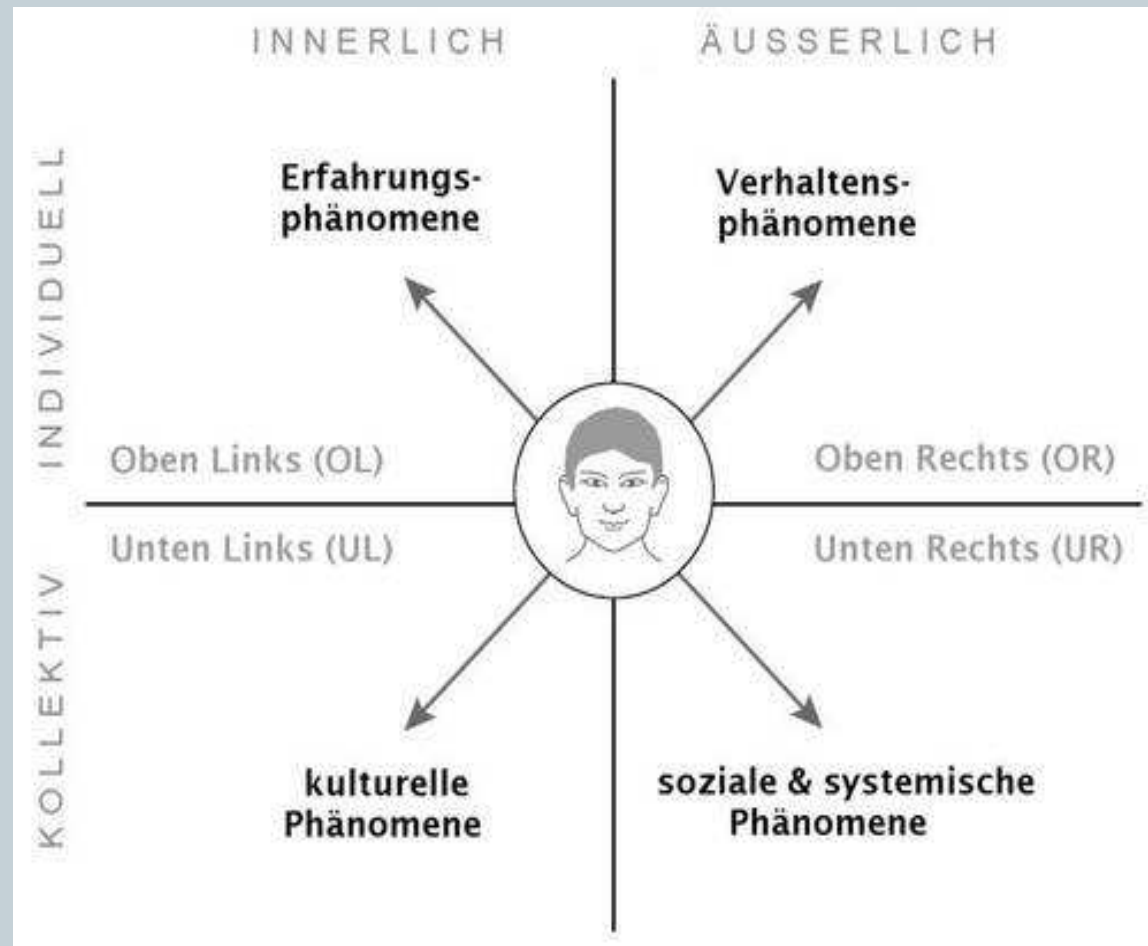 INNERLICH
ÄUSSERLICH
INDIVIDUELL
Erfahrungs-
phänomene
Verhaltens-
phänomene
Oben Links (OL)
Oben Rechts (OR)
KOLLEKTIV
Unten Links (UL)
Unten Rechts (UR)
kulturelle
Phänomene
soziale & systemische
Phänomene